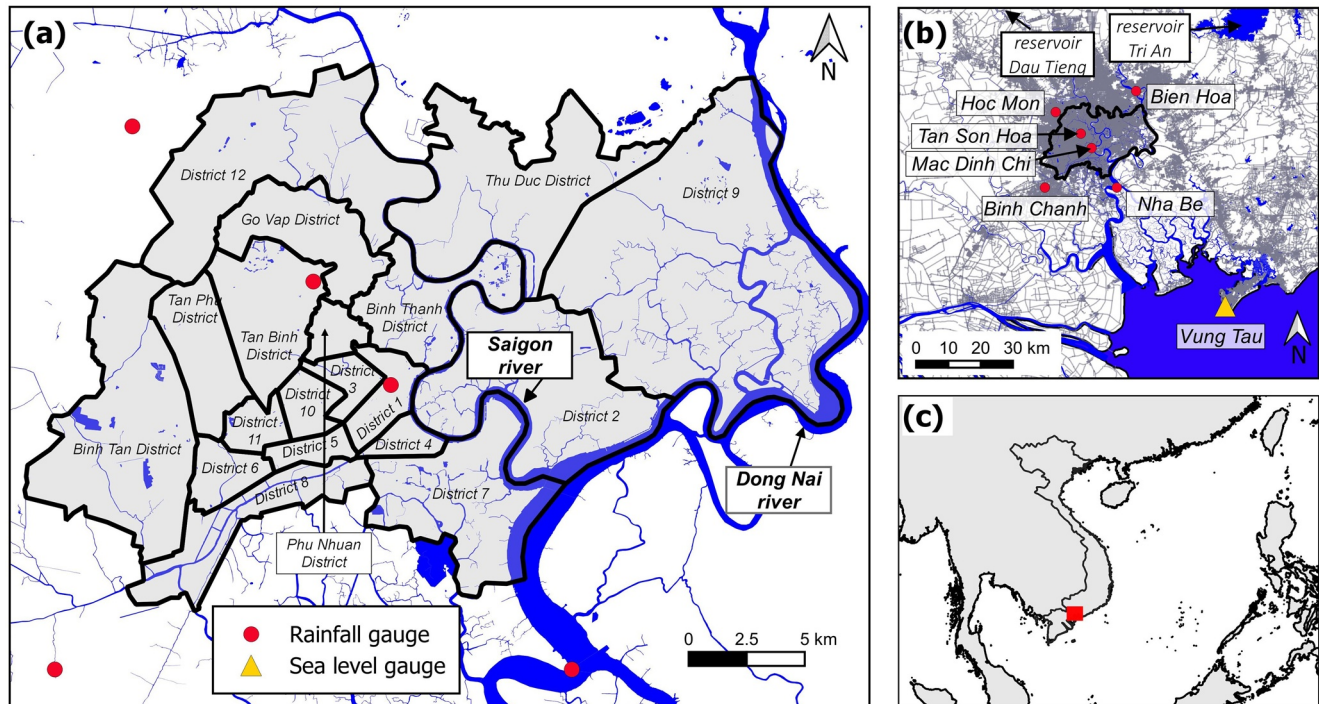 (a)
N
District 12
Thu Duc District
District 9
Go Vap District
Tan Phu
District
Binh Thanh
District
Tan Binh
District
Saigon
river
District
3
District
10
District 1
District
11
District 2
District 5
District 4
Binh Tan District
District 6
District 8
District 7
Dong Nai
river
Phu Nhuan
District
Rainfall gauge
Sea level gauge
0 2.5 5 km
(b)
reservoir
Dau Tieng
reservoir
Tri An
Hoc Mon
Bien Hoa
Tan Son Hoa
Mac Dinh Chi
Binh Chanh
Nha Be
Vung Tau
0 10 20 30 km
N
(c)